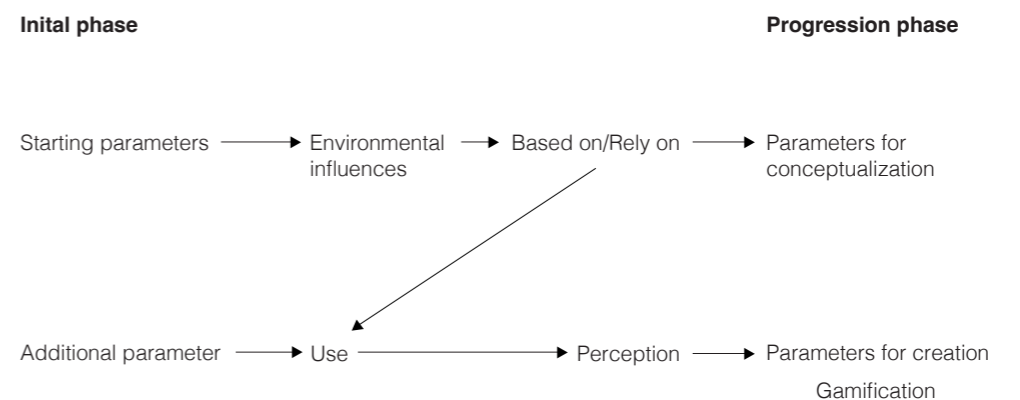 Inital phase
Progression phase
Starting parameters
Environmental
influences
Based on/Rely on
Parameters for
conceptualization
Additional parameter
Use
Perception
Parameters for creation
Gamification